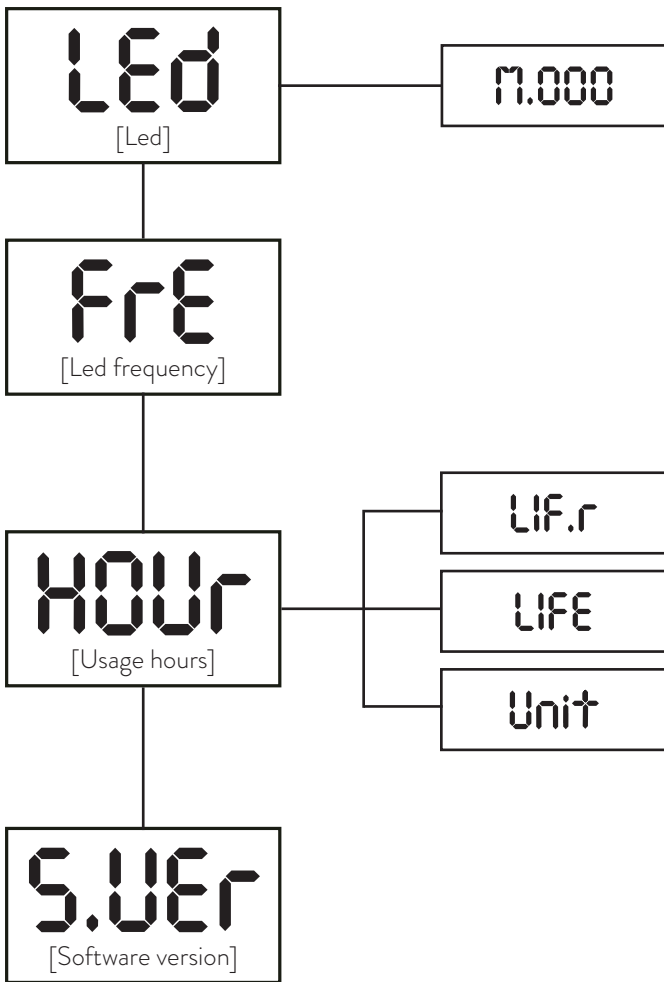 LEd
[Led]
M.000
FrE
[Led frequency]
HOUr
[Usage hours]
LIF.r
LIFE
Unit
S.UEr
[Software version]